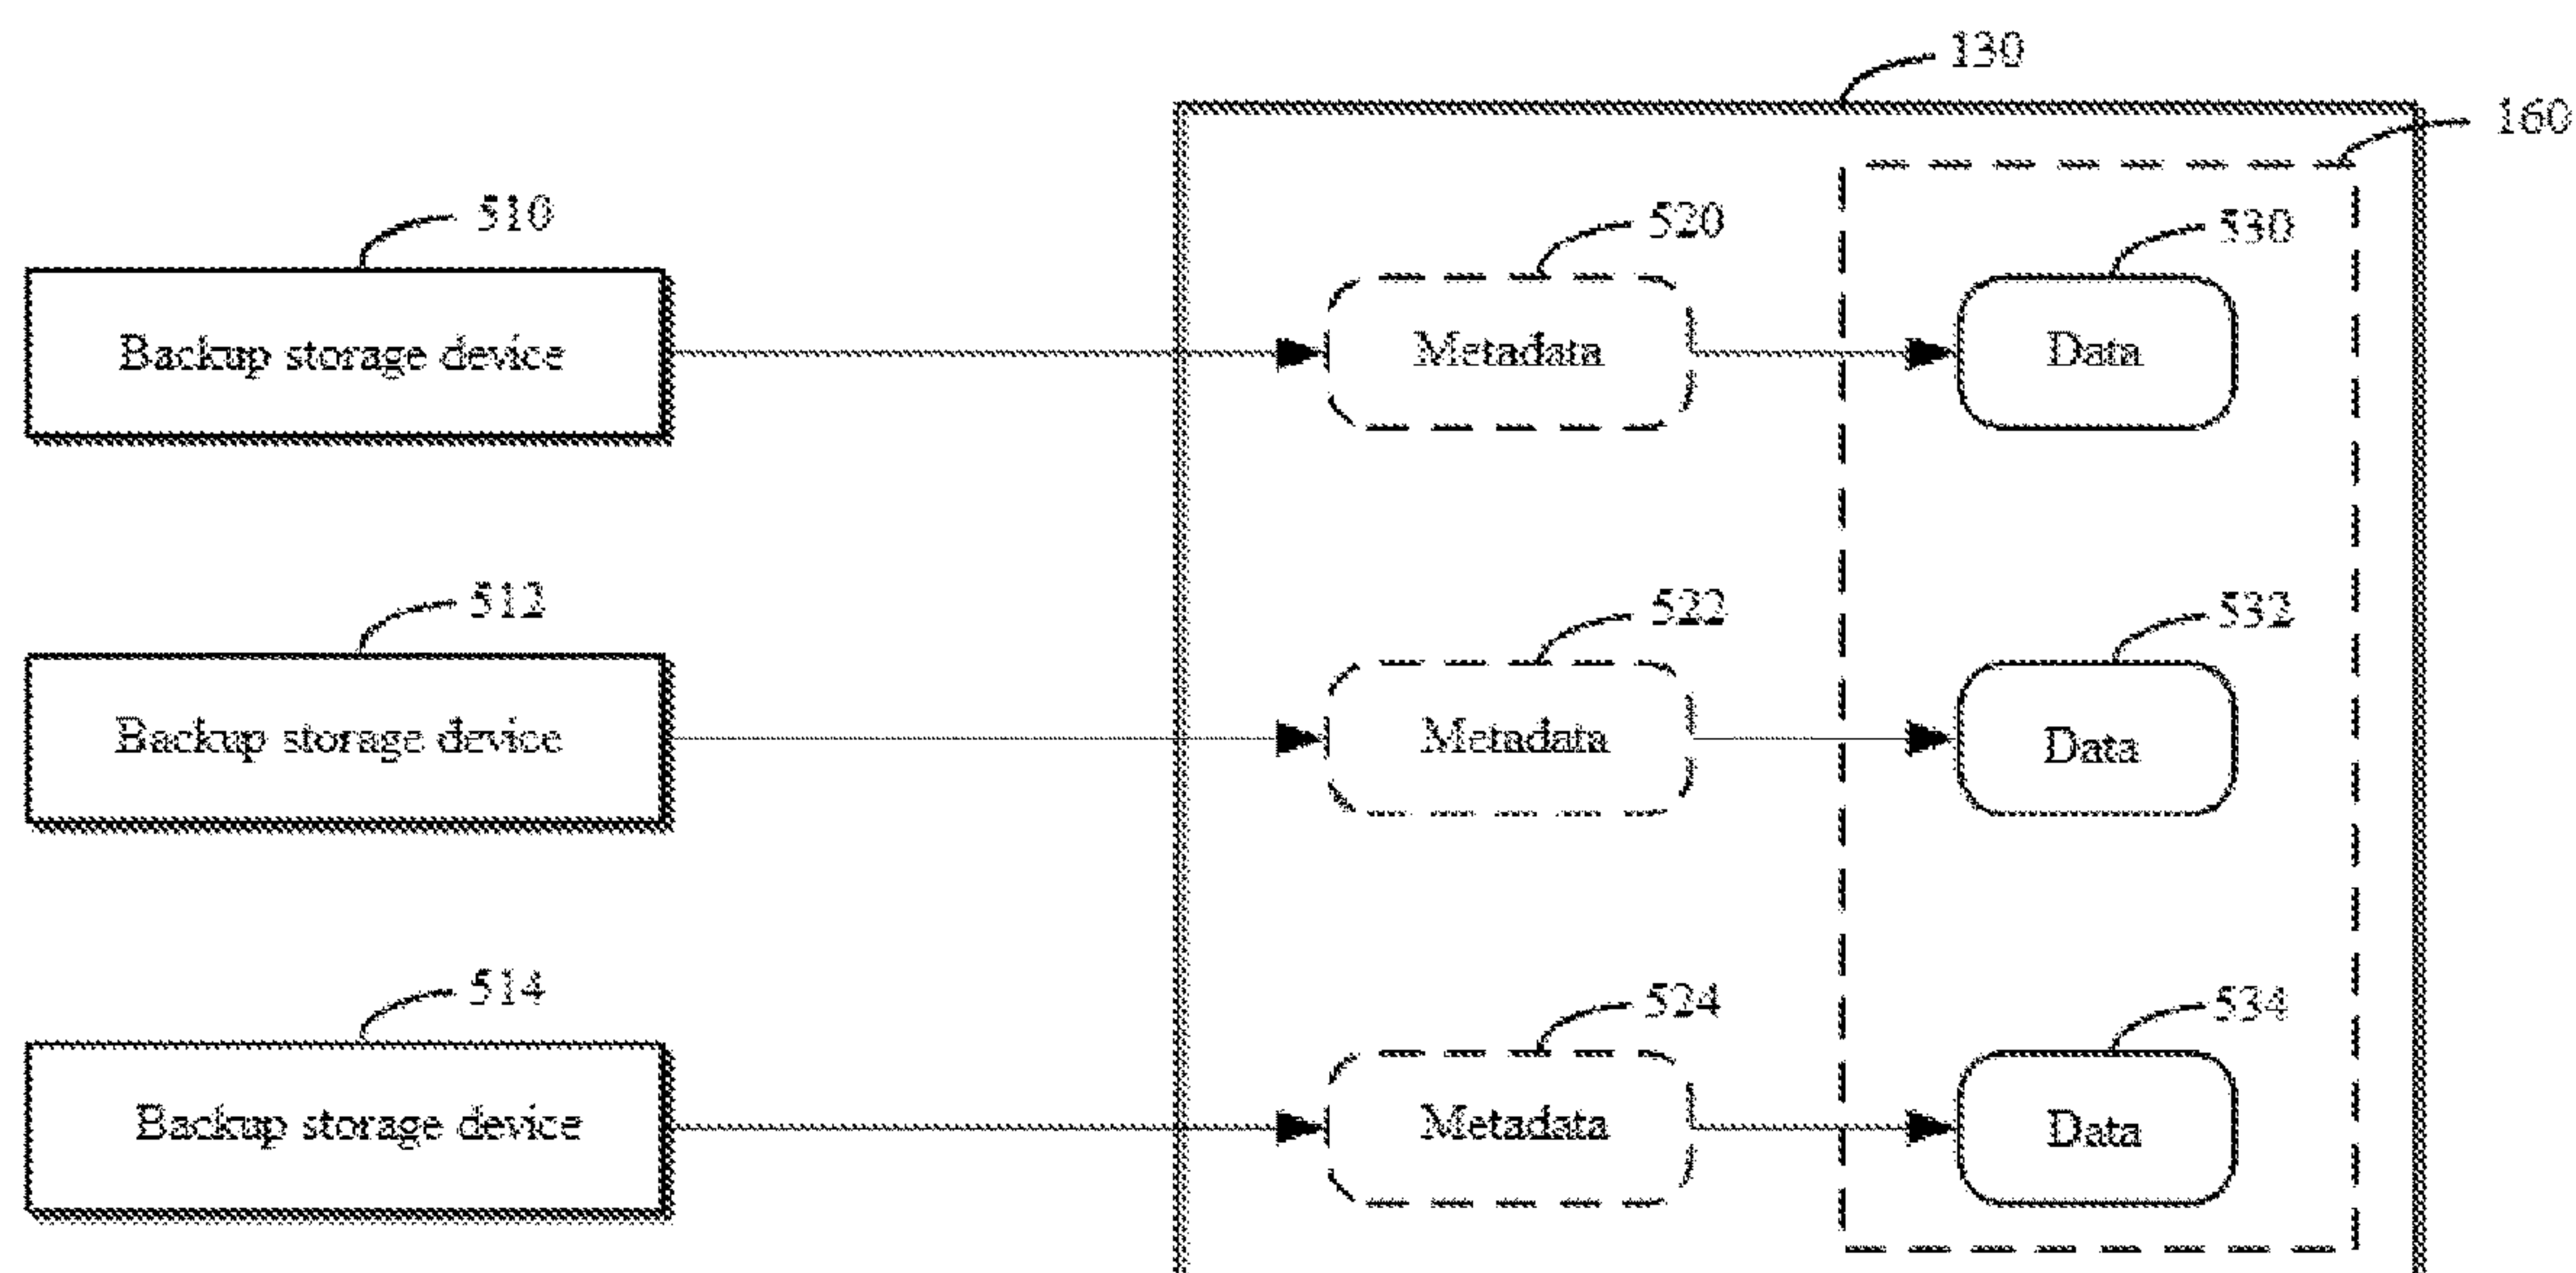 130
160
510
520
530
Backup storage device
Metadata
Data
512
522
532
Backup storage device
Metadata
Data
514
524
534
Backup storage device
Metadata
Data